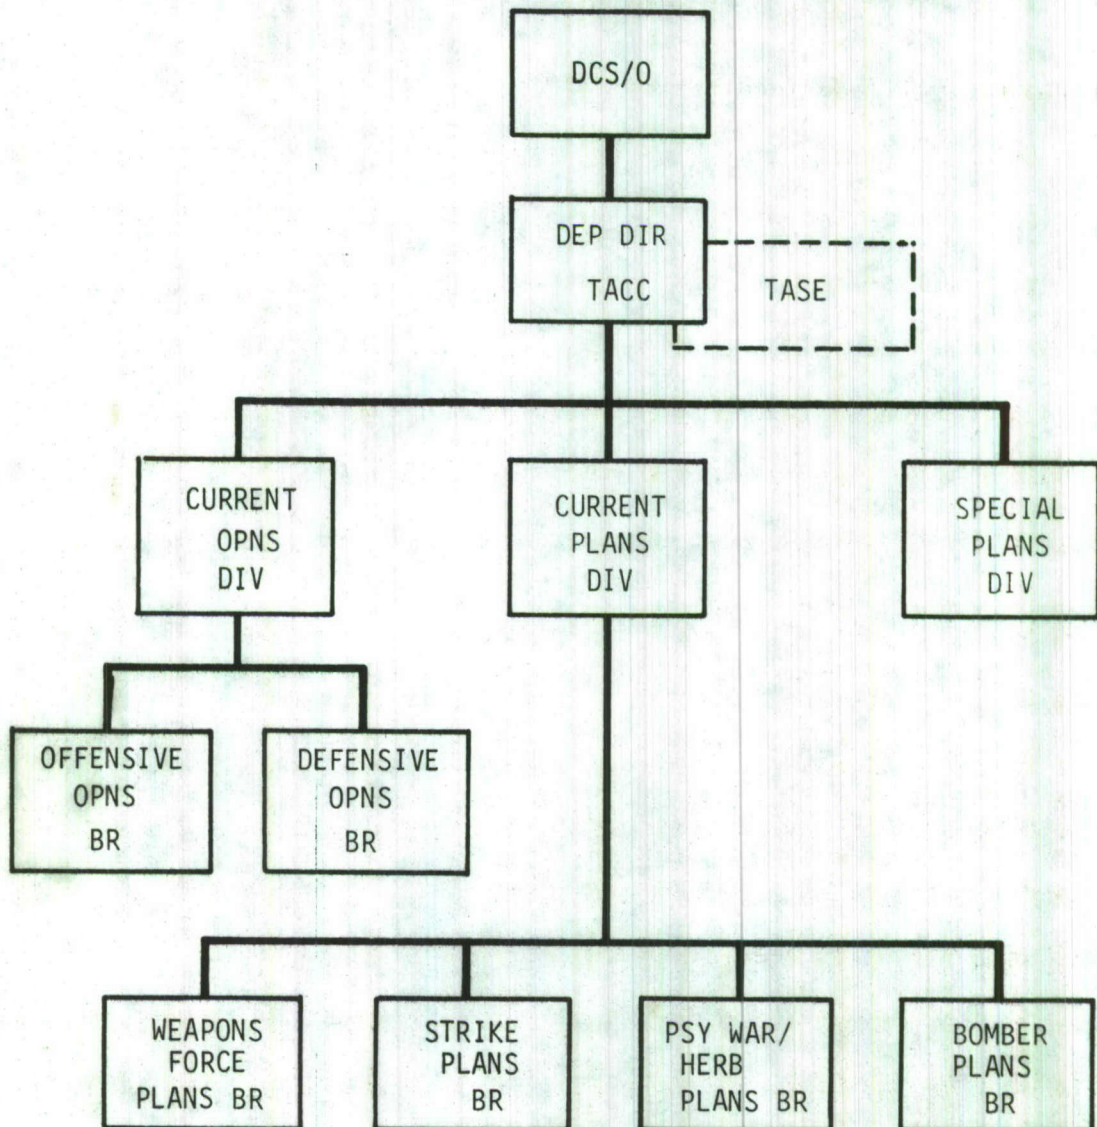 DCS/O
DEP DIR
TACC
TASE
CURRENT
OPNS
DIV
CURRENT
PLANS
DIV
SPECIAL
PLANS
DIV
OFFENSIVE
OPNS
BR
DEFENSIVE
OPNS
BR
WEAPONS
FORCE
PLANS BR
STRIKE
PLANS
BR
PSY WAR/
HERB
PLANS BR
BOMBER
PLANS
BR